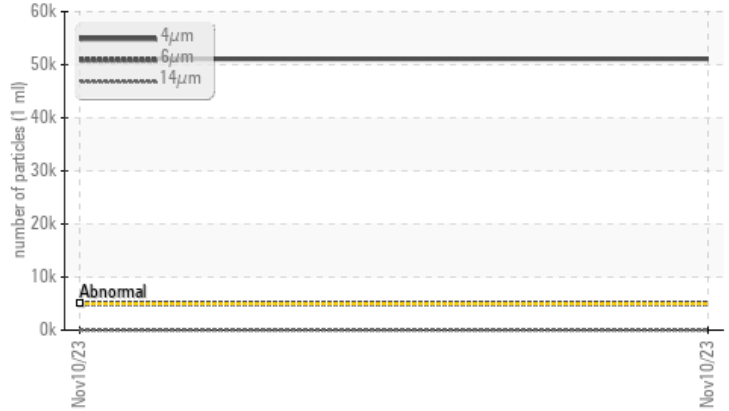 60k
50k
40k
30k
20k
10k
0k
number of particles (1 ml)
4µm
6µm
14µm
Abnormal
Nov10/23
Nov10/23